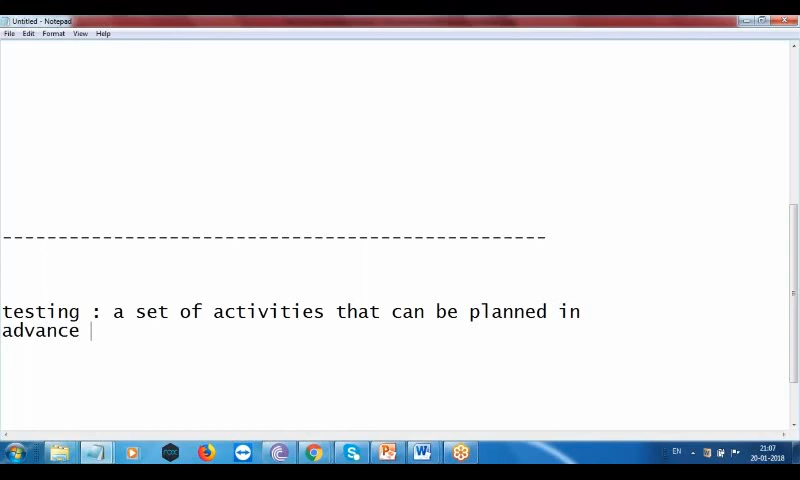 Untitled - Notepad
File Edit Format View Help
------------------------------------------------
testing : a set of activities that can be planned in
advance
EN
21:07
20-01-2018